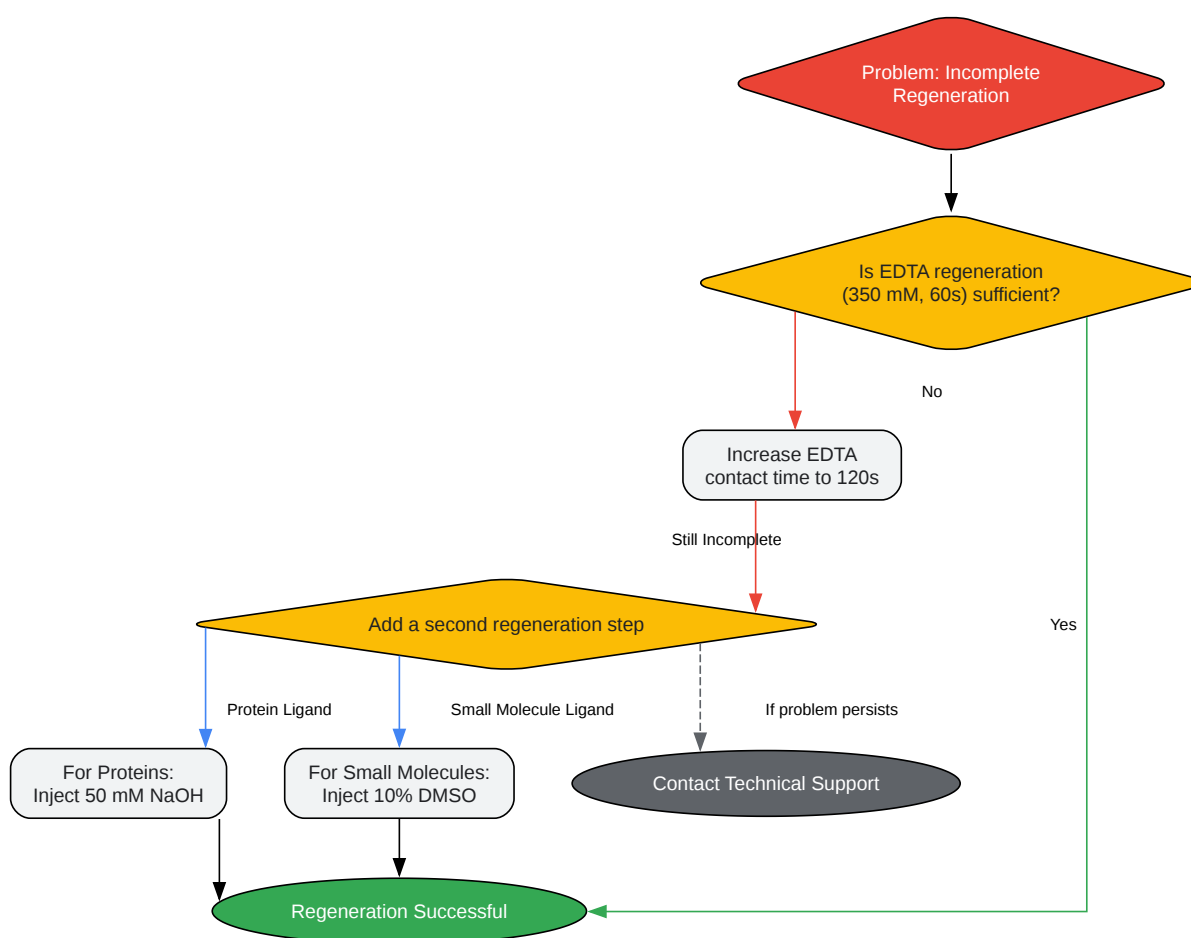 Problem: Incomplete
Regeneration
Is EDTA regeneration
(350 mM, 60s) sufficient?
No
Increase EDTA
contact time to 120s
Still Incomplete
Add a second regeneration step
Yes
Protein Ligand
Small Molecule Ligand
If problem persists
For Proteins:
Inject 50 mM NaOH
For Small Molecules:
Inject 10% DMSO
Contact Technical Support
Regeneration Successful